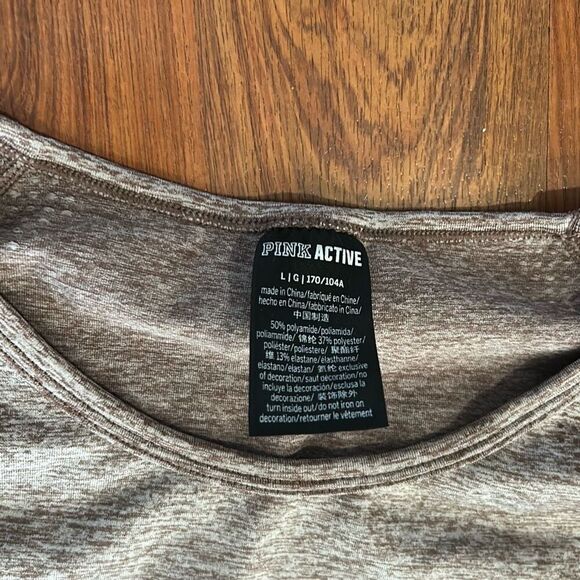 PINK ACTIVE
L | G | 170/104A
made in China/fabriqué en Chine/
hecho en China/fabbricato in Cina/
中国制造
50% polyamide/poliamida/
poliammide/ 锦纶 37% polyester/
poliéster/poliestere/ 聚酯纤
维 13% elastane/élasthanne/
elastano/elastan/ 氨纶 exclusive
of decoration/sauf décoration/no
incluye la decoración/esclusa la
decorazione/ 装饰除外
turn inside out/do not iron on
decoration/retourner le vêtement